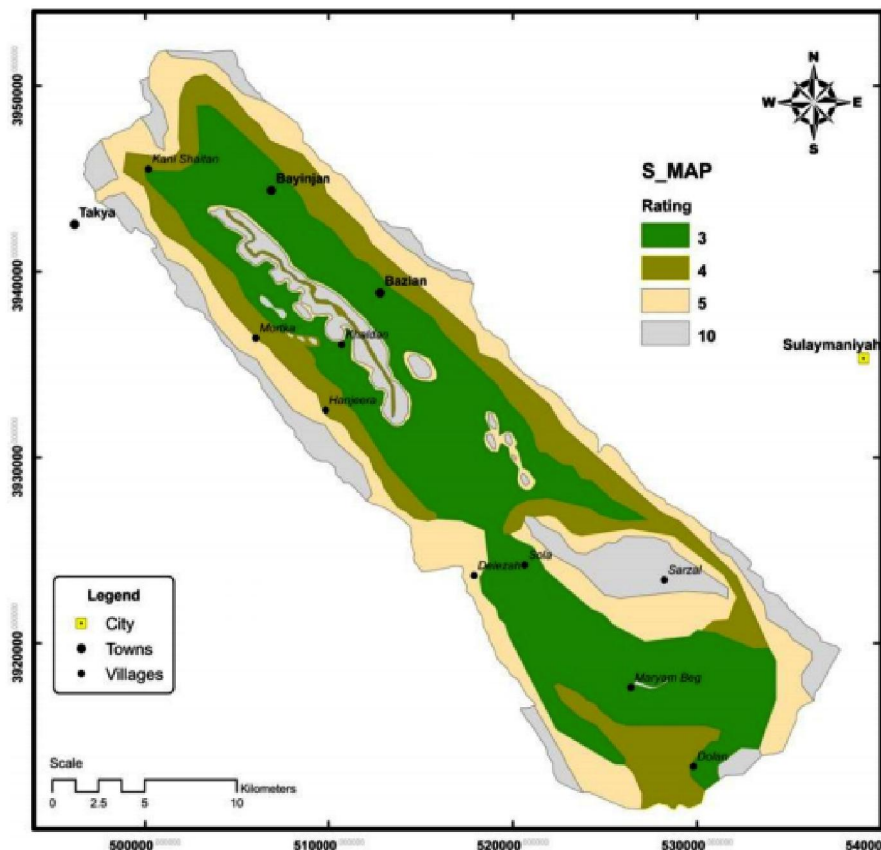 N
W E
S
S_MAP
Rating
3
4
5
10
Kani Shaitan
Bayinjan
Takya
Bazian
Mortka
Khaldan
Sulaymaniyah
Hanjeera
Delezah
Sola
Sarzal
Maryam Beg
Dolan
Legend
City
Towns
Villages
Scale
Kilometers
0 2.5 5 10
3950000
3940000
3930000
3920000
500000 510000 520000 530000 54000